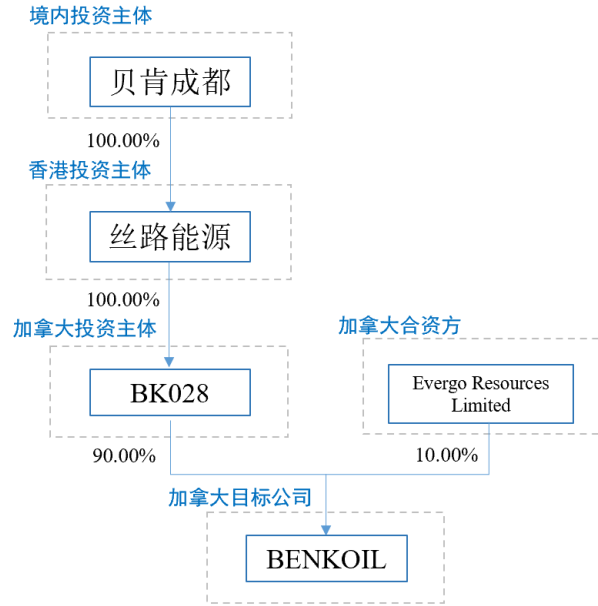 境内投资主体
贝肯成都
100.00%
香港投资主体
丝路能源
100.00%
加拿大投资主体
加拿大合资方
BK028
Evergo Resources
Limited
90.00%
10.00%
加拿大目标公司
BENKOIL